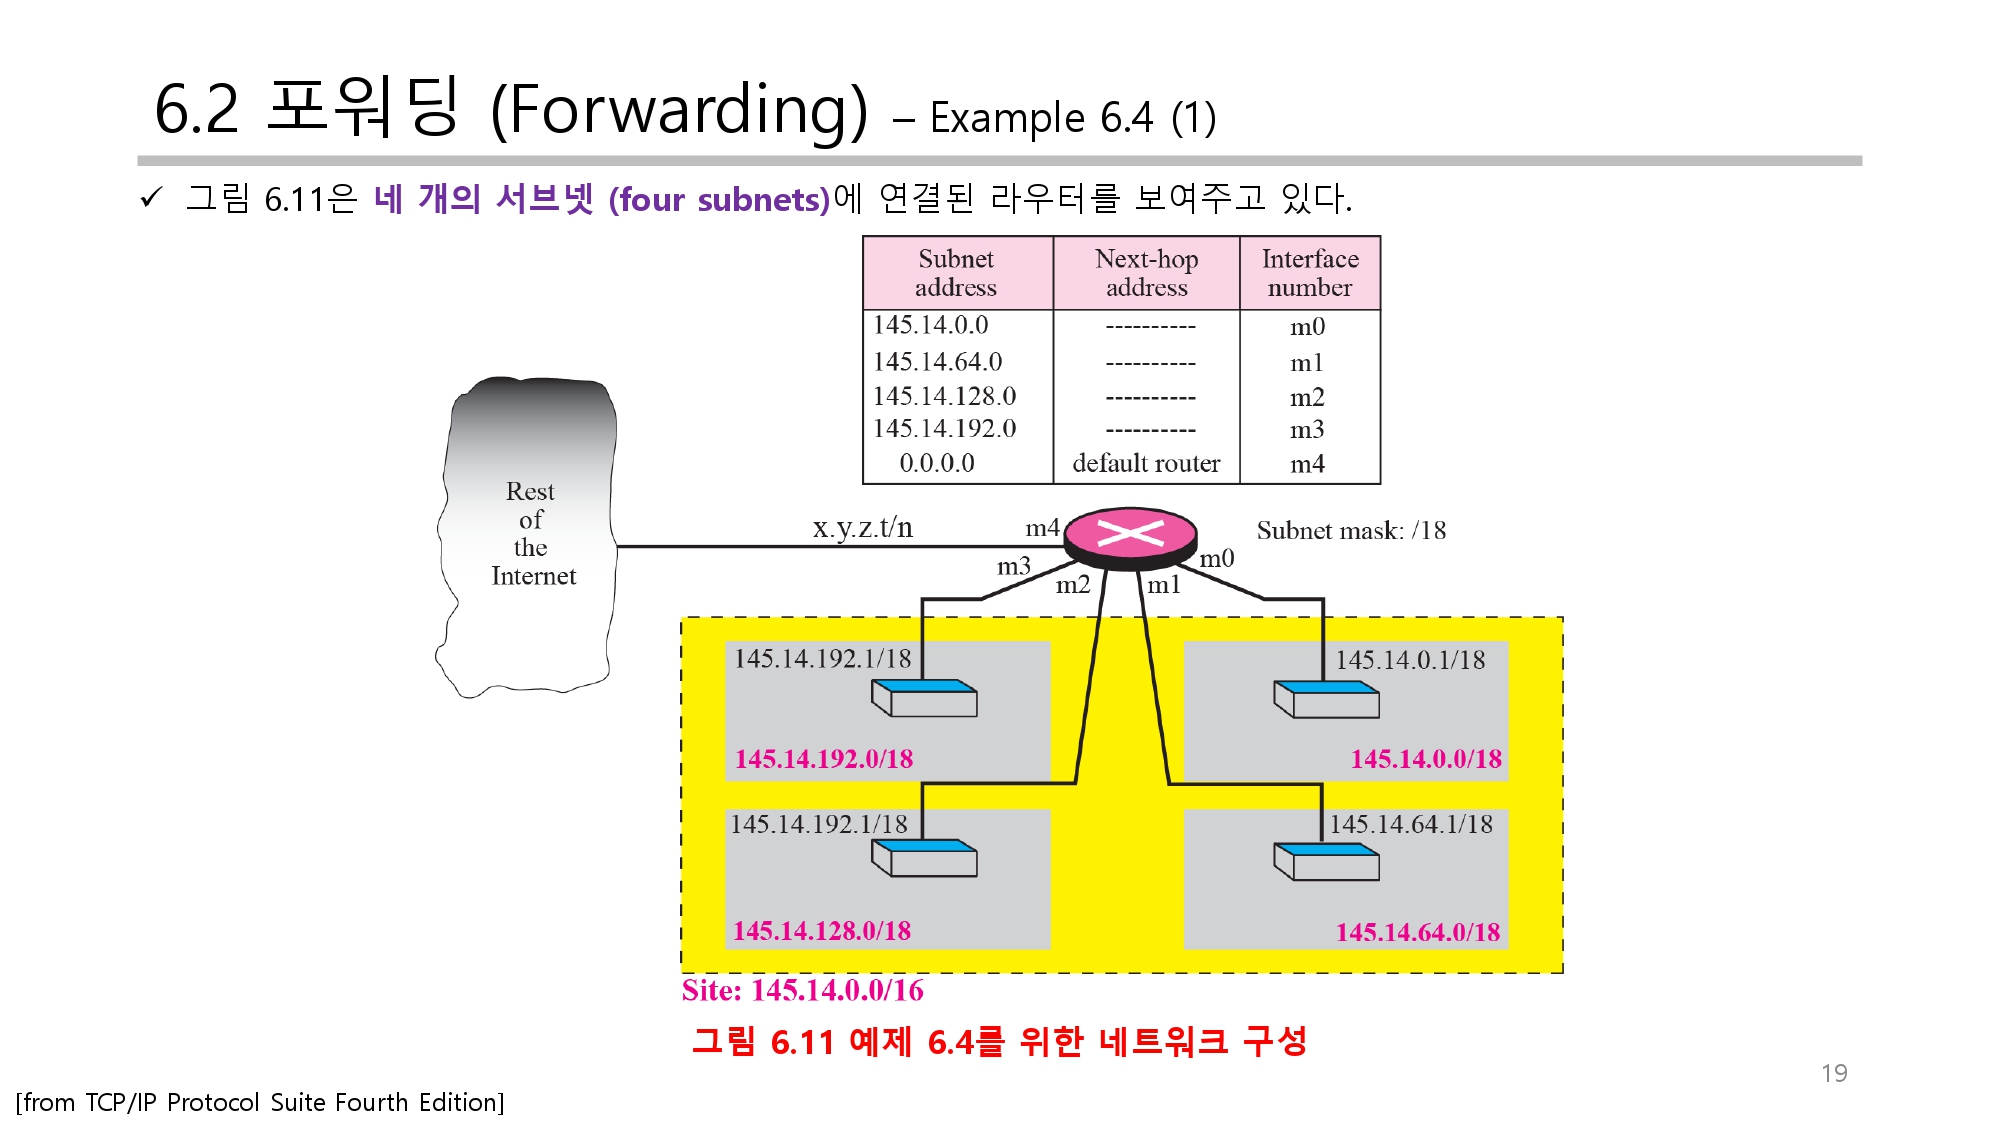 6.2 포워딩 (Forwarding) – Example 6.4 (1)
✓ 그림 6.11은 네 개의 서브넷 (four subnets)에 연결된 라우터를 보여주고 있다.
Subnet address Next-hop address Interface number
145.14.0.0 ---------- m0
145.14.64.0 ---------- m1
145.14.128.0 ---------- m2
145.14.192.0 ---------- m3
0.0.0.0 default router m4
Rest
of
the
Internet
x.y.z.t/n
m4
m3
m2
m1
m0
Subnet mask: /18
145.14.192.1/18
145.14.192.0/18
145.14.0.1/18
145.14.0.0/18
145.14.192.1/18
145.14.128.0/18
145.14.64.1/18
145.14.64.0/18
Site: 145.14.0.0/16
그림 6.11 예제 6.4를 위한 네트워크 구성
19
[from TCP/IP Protocol Suite Fourth Edition]